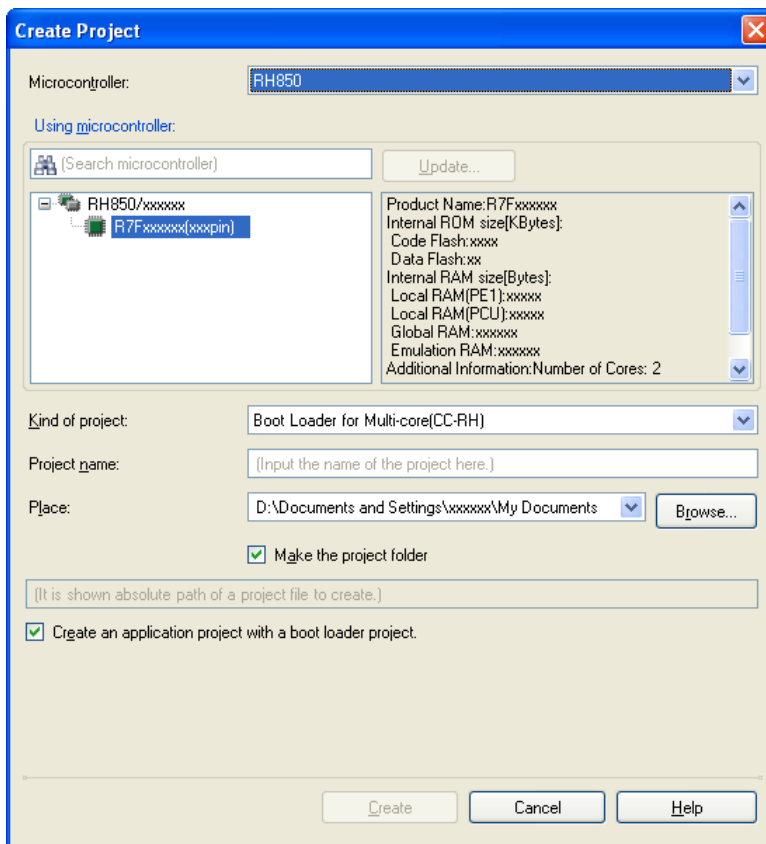 Create Project
Microcontroller:
RH850
Using microcontroller:
(Search microcontroller)
Update...
RH850/xxxxxx
R7Fxxxxxx(xxxpin)
Product Name:R7Fxxxxxx
Internal ROM size[KBytes]:
Code Flash:xxxx
Data Flash:xx
Internal RAM size[Bytes]:
Local RAM(PE1):xxxxx
Local RAM(PCU):xxxxx
Global RAM:xxxxxx
Emulation RAM:xxxxxx
Additional Information:Number of Cores: 2
Kind of project:
Boot Loader for Multi-core(CC-RH)
Project name:
(Input the name of the project here.)
Place:
D:\Documents and Settings\xxxxxx\My Documents
Browse...
Make the project folder
(It is shown absolute path of a project file to create.)
Create an application project with a boot loader project.
Create
Cancel
Help